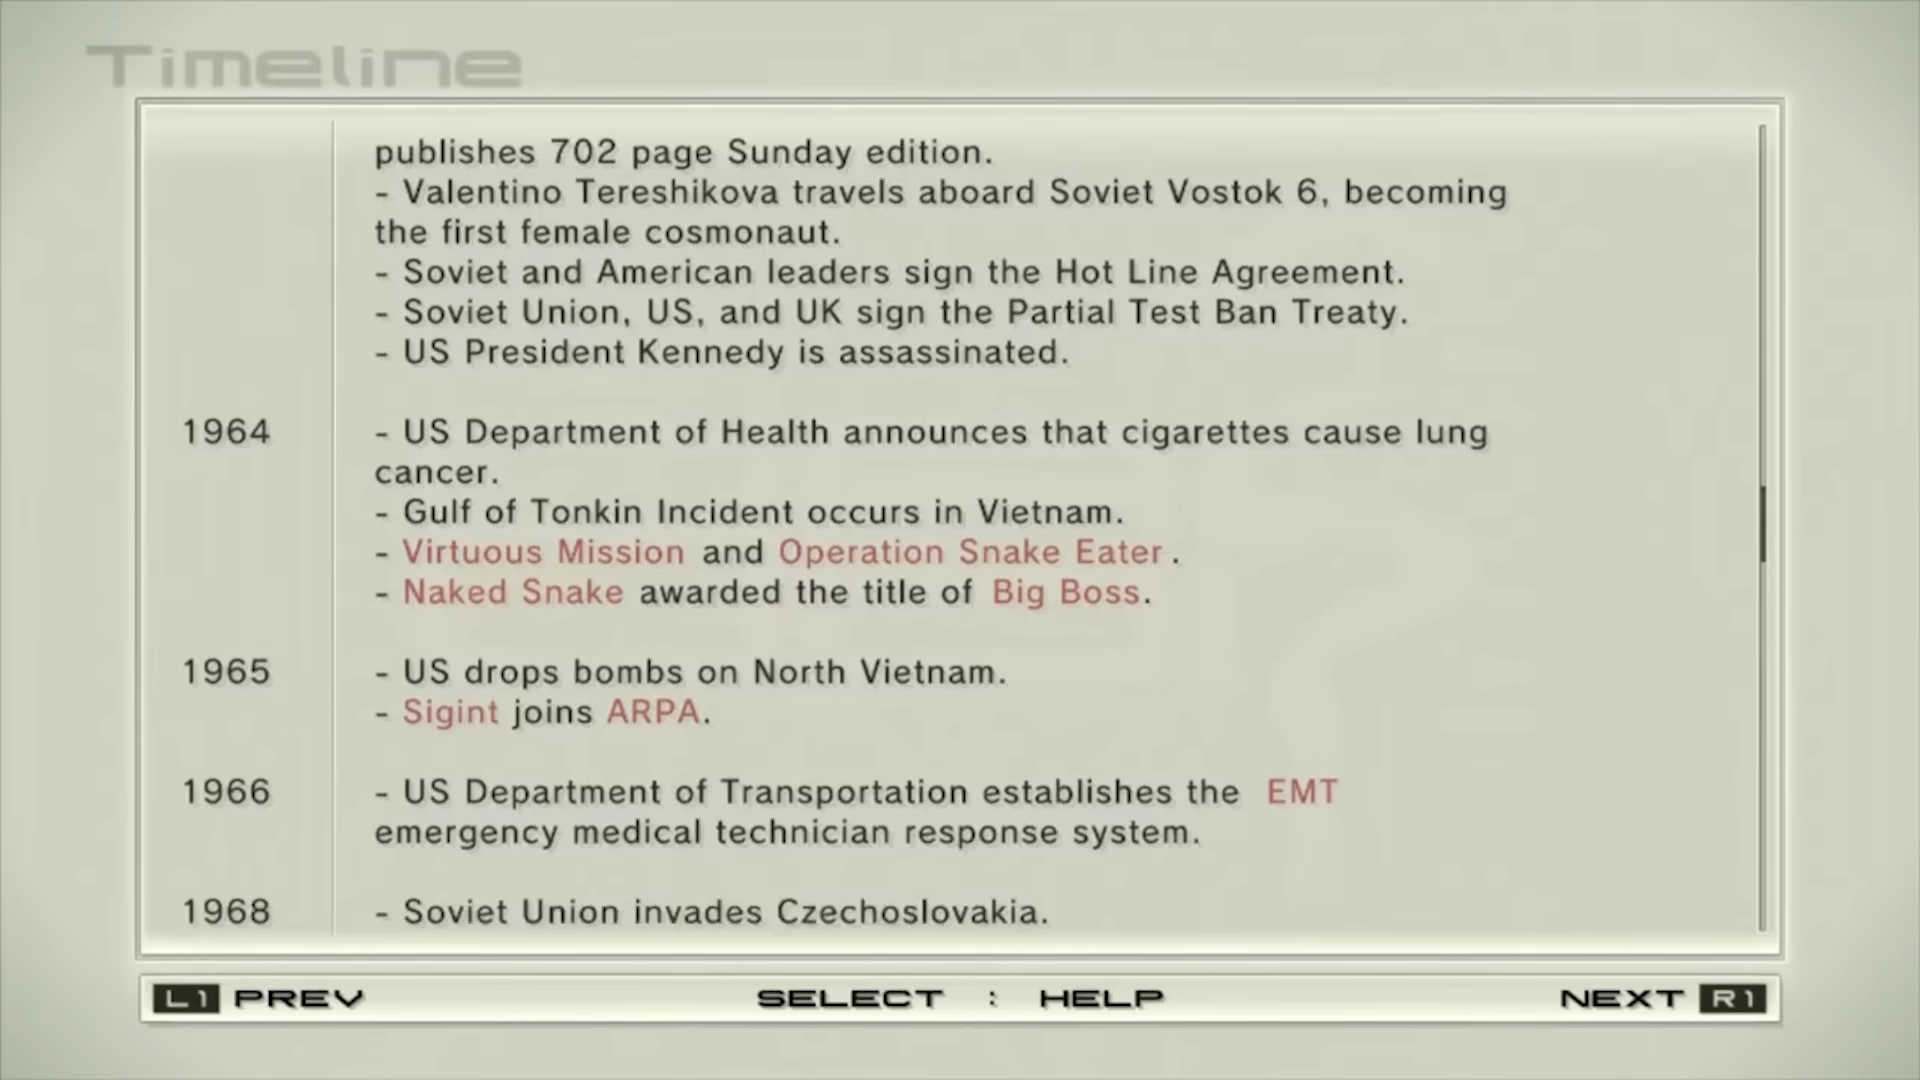 Timeline
publishes 702 page Sunday edition.
- Valentino Tereshikova travels aboard Soviet Vostok 6, becoming
the first female cosmonaut.
- Soviet and American leaders sign the Hot Line Agreement.
- Soviet Union, US, and UK sign the Partial Test Ban Treaty.
- US President Kennedy is assassinated.
1964 - US Department of Health announces that cigarettes cause lung
cancer.
- Gulf of Tonkin Incident occurs in Vietnam.
- Virtuous Mission and Operation Snake Eater .
- Naked Snake awarded the title of Big Boss.
1965 - US drops bombs on North Vietnam.
- Sigint joins ARPA.
1966 - US Department of Transportation establishes the EMT
emergency medical technician response system.
1968 - Soviet Union invades Czechoslovakia.
L1 PREV SELECT : HELP NEXT R1